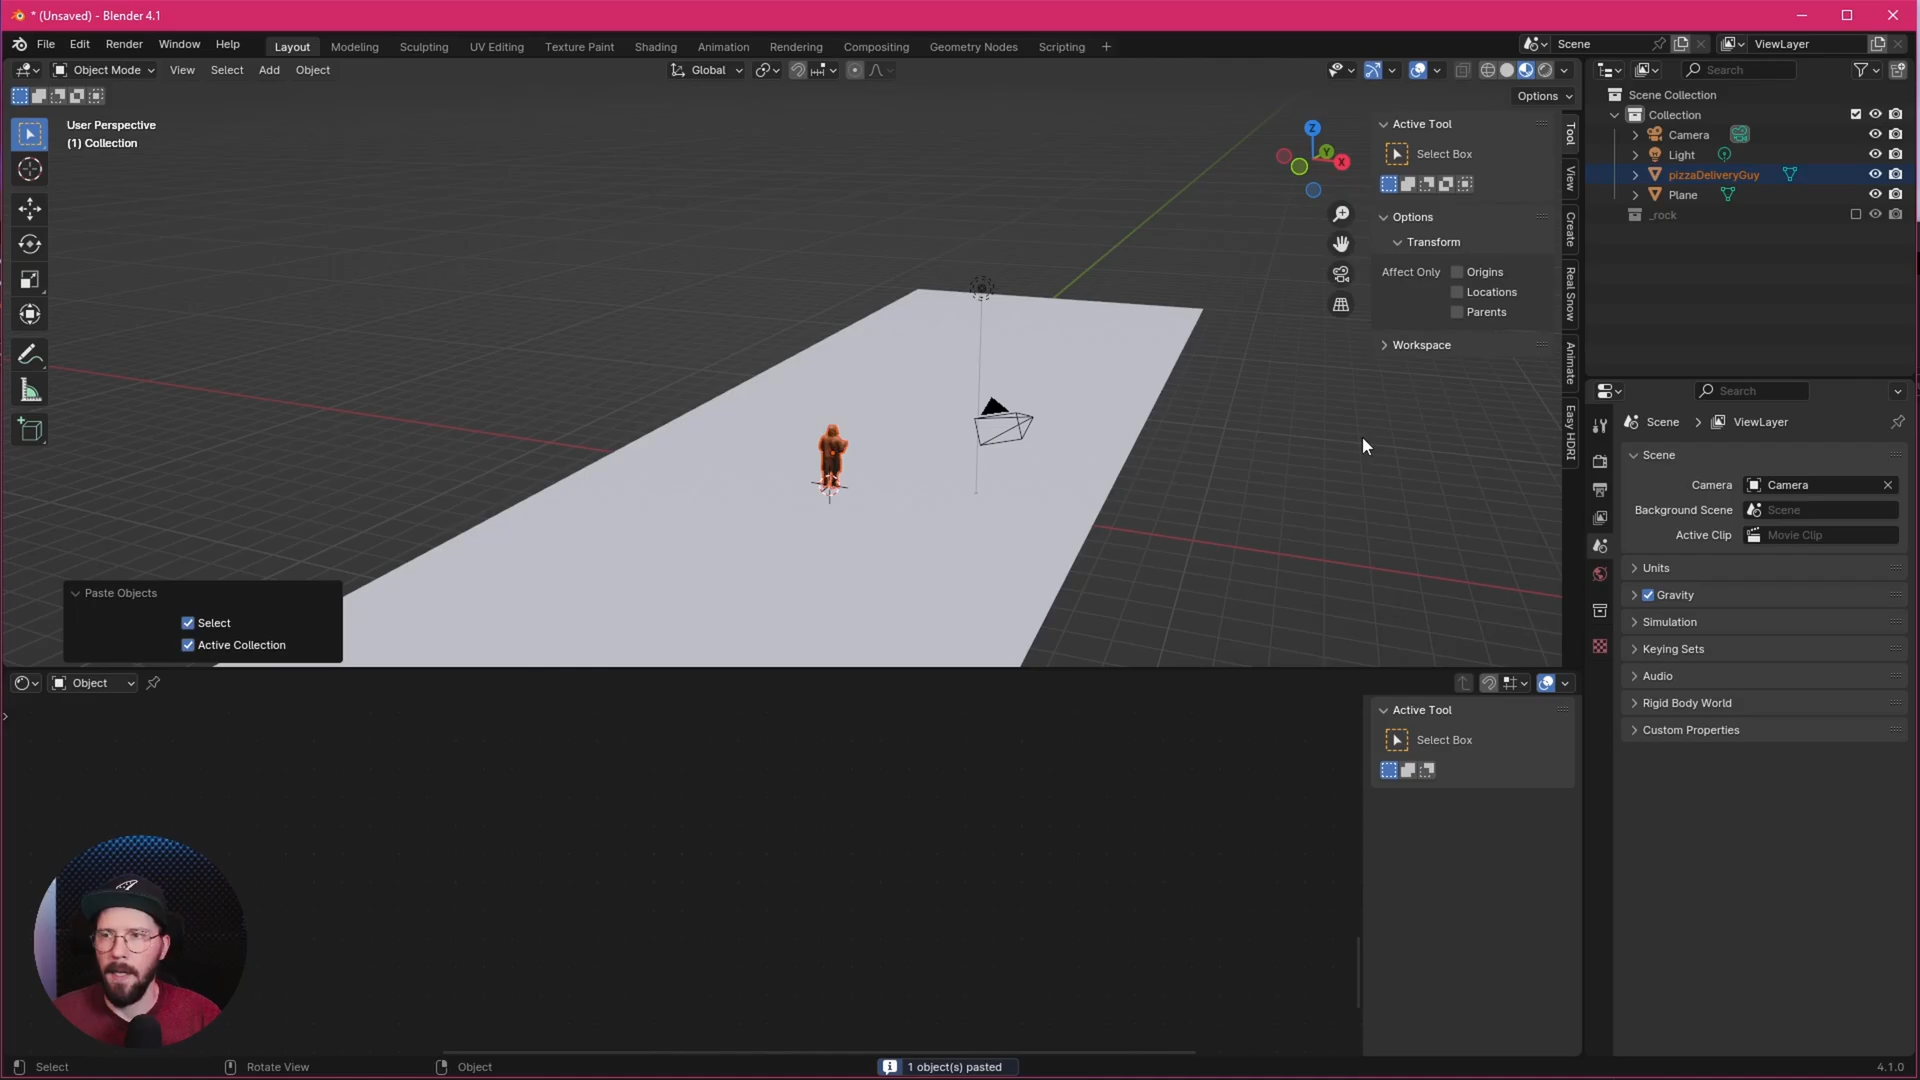 * (Unsaved) - Blender 4.1
File Edit Render Window Help Layout Modeling Sculpting UV Editing Texture Paint Shading Animation Rendering Compositing Geometry Nodes Scripting + Scene ViewLayer
Object Mode View Select Add Object Global Search
Options
User Perspective
(1) Collection
Z
Y
X
Active Tool
Select Box
Options
Transform
Affect Only Origins
Locations
Parents
Workspace
Tool
View
Create
Real Snow
Animate
Easy HDRI
Scene Collection
Collection
Camera
Light
pizzaDeliveryGuy
Plane
_rock
Search
Scene > ViewLayer
Scene
Camera Camera
Background Scene Scene
Active Clip Movie Clip
Units
Gravity
Simulation
Keying Sets
Audio
Rigid Body World
Custom Properties
Paste Objects
Select
Active Collection
Object
Active Tool
Select Box
Select Rotate View Object 1 object(s) pasted 4.1.0